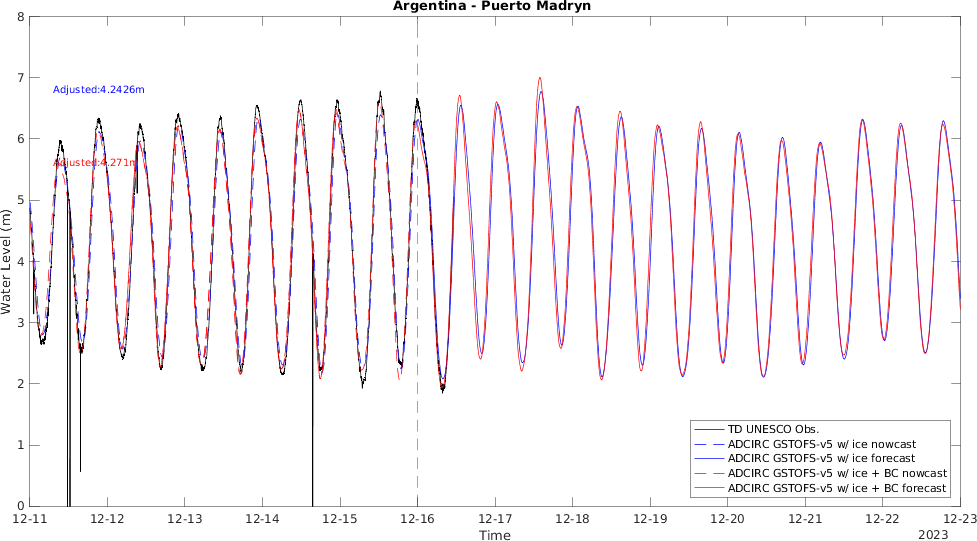 Argentina - Puerto Madryn
8
7
6
5
4
3
2
1
0
Water Level (m)
Adjusted:4.2426m
Adjusted:4.271m
TD UNESCO Obs.
ADCIRC GSTOFS-v5 w/ ice nowcast
ADCIRC GSTOFS-v5 w/ ice forecast
ADCIRC GSTOFS-v5 w/ ice + BC nowcast
ADCIRC GSTOFS-v5 w/ ice + BC forecast
12-11 12-12 12-13 12-14 12-15 12-16 12-17 12-18 12-19 12-20 12-21 12-22 12-23
Time
2023